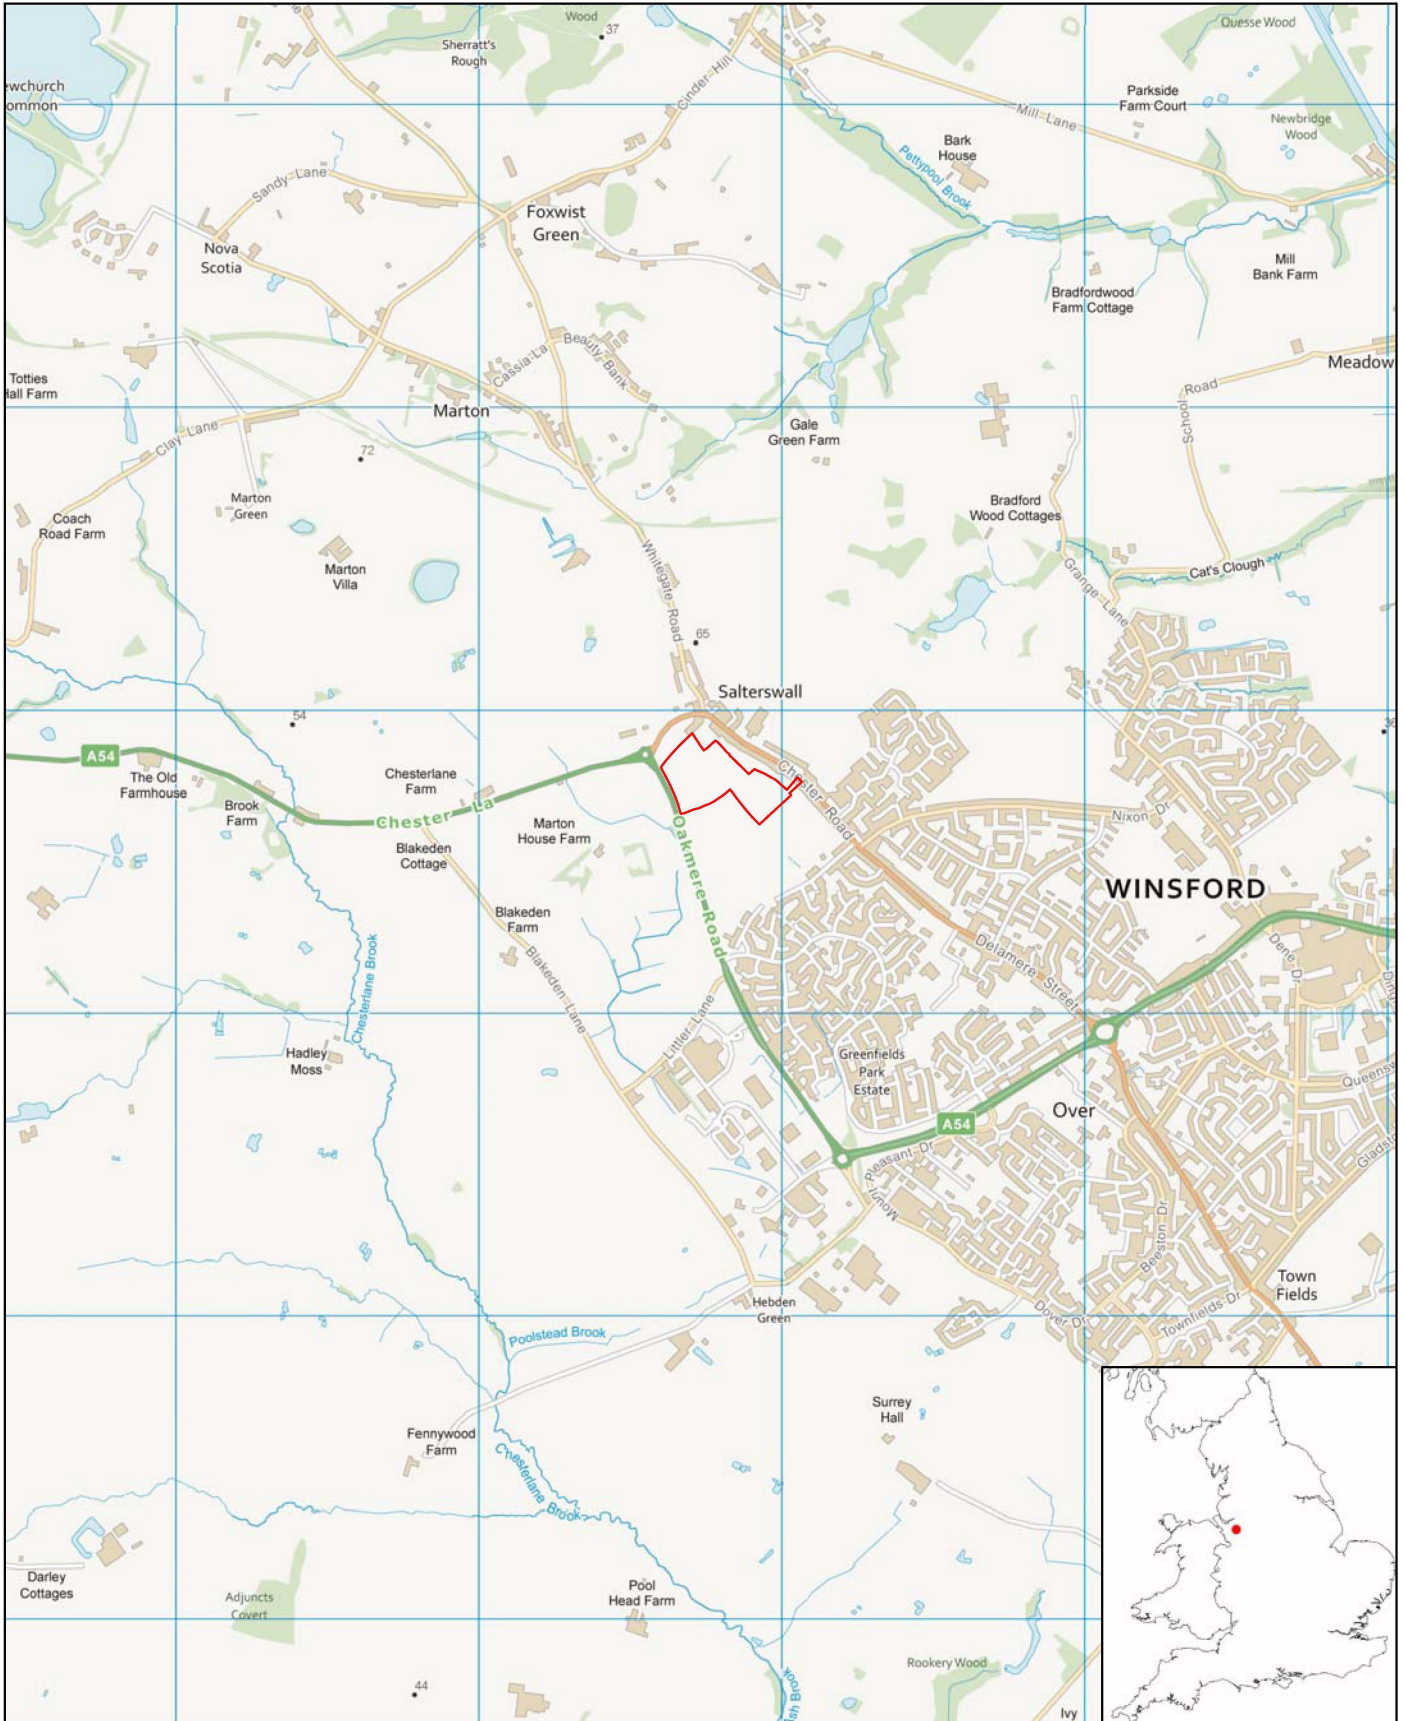 Wood
37
Ouesse Wood
Sherratt's
Rough
Cinder Hill
ewchurch
ommon
Parkside
Farm Court
Mill Lane
Newbridge
Wood
Bark
House
Pettypool Brook
Sandy Lane
Foxwist
Green
Nova
Scotia
Mill
Bank Farm
Bradfordwood
Farm Cottage
Cassia La
Beauty Bank
Meadow
Totties
Hall Farm
School Road
Marton
Gale
Green Farm
Clay Lane
72
Marton
Green
Bradford
Wood Cottages
Coach
Road Farm
Marton
Villa
Whitegate Road
Grange Lane
Cat's Clough
65
Salterswall
54
36
A54
The Old
Farmhouse
Chesterlane
Farm
Chester Road
Brook
Farm
Chester La
Marton
House Farm
Oakmere Road
Nixon Dr
Blakeden
Cottage
WINSFORD
Blakeden
Farm
Blakeden Lane
Delamere Street
Dene Dr
Ding
Chesterlane Brook
Littler Lane
Hadley
Moss
Greenfields
Park
Estate
Queensw
Over
A54
Pleasant Dr
Gladsto
Mount
Beeston Dr
Town
Fields
Hebden
Green
Dover Dr
Townfields Dr
Poolstead Brook
Surrey
Hall
Fennywood
Farm
Chesterlane Brook
Darley
Cottages
Adjuncts
Covert
Pool
Head Farm
Rookery Wood
44
Ash Brook
Ivy